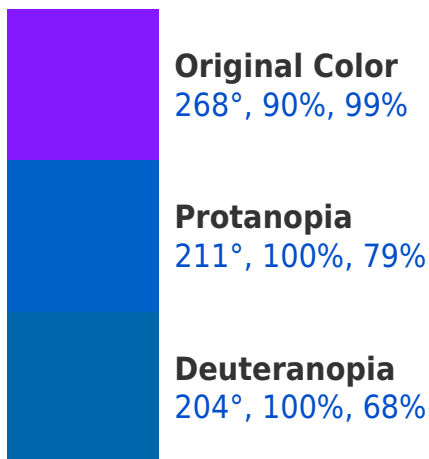 Original Color
268°, 90%, 99%
Protanopia
211°, 100%, 79%
Deuteranopia
204°, 100%, 68%